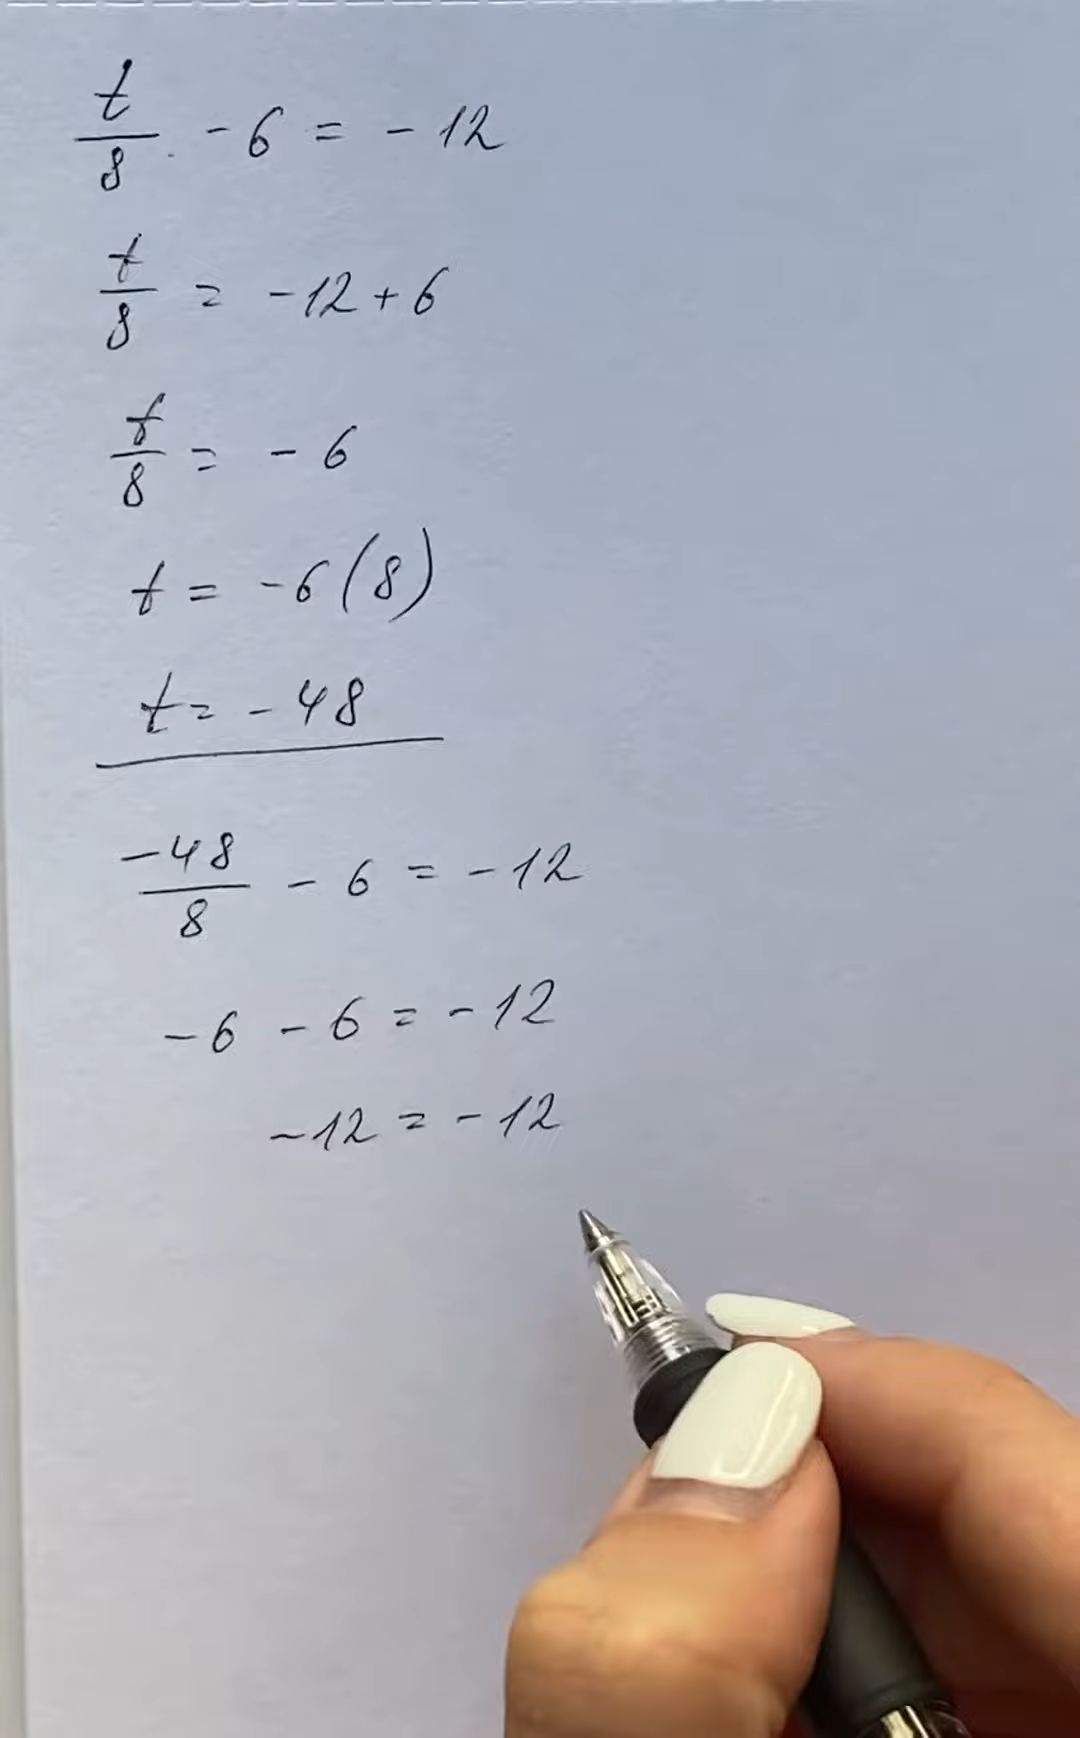 t/8 - 6 = - 12
t/8 = -12 + 6
t/8 = - 6
t = -6 (8)
t = - 48
-48/8 - 6 = -12
-6 - 6 = -12
-12 = -12